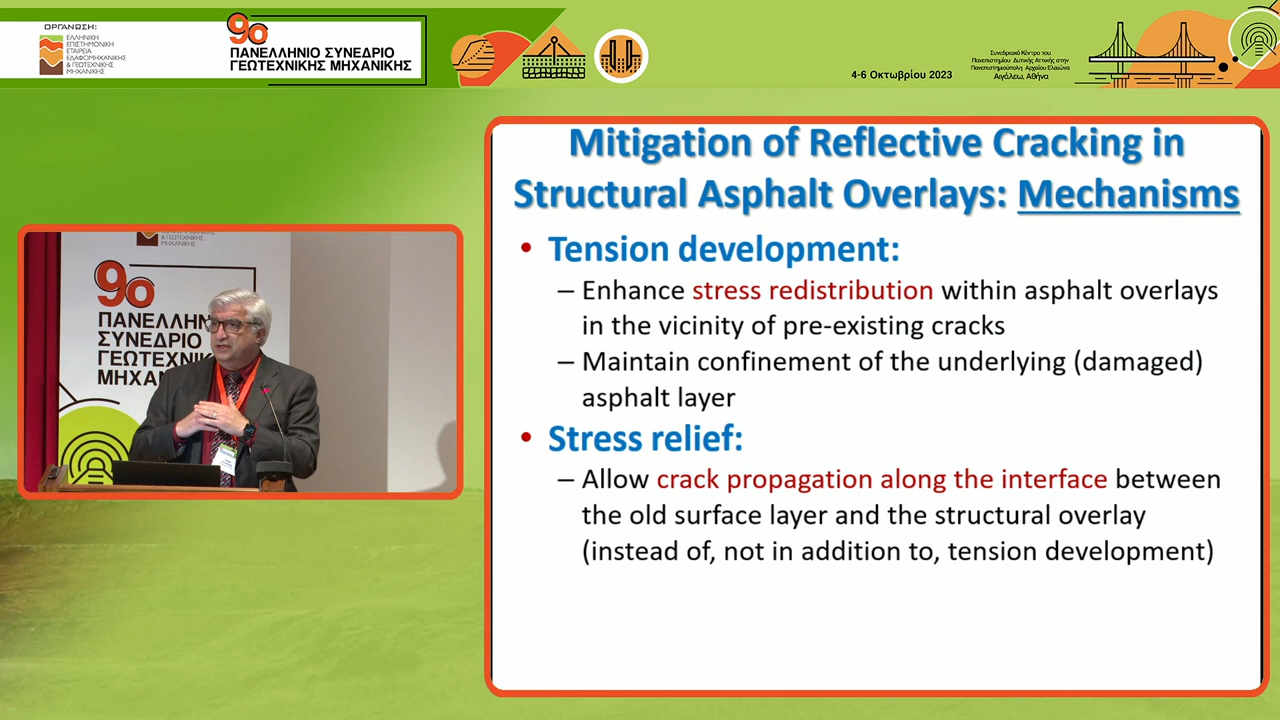 ΟΡΓΑΝΩΣΗ:
ΕΛΛΗΝΙΚΗ
ΕΠΙΣΤΗΜΟΝΙΚΗ
ΕΤΑΙΡΕΙΑ
ΕΔΑΦΟΜΗΧΑΝΙΚΗΣ
& ΓΕΩΤΕΧΝΙΚΗΣ
ΜΗΧΑΝΙΚΗΣ
9ο
ΠΑΝΕΛΛΗΝΙΟ ΣΥΝΕΔΡΙΟ
ΓΕΩΤΕΧΝΙΚΗΣ ΜΗΧΑΝΙΚΗΣ
4-6 Οκτωβρίου 2023
Συνεδριακό Κέντρο του
Πανεπιστημίου Δυτικής Αττικής στην
Πανεπιστημιούπολη Αρχαίου Ελαιώνα
Αιγάλεω, Αθήνα
& ΓΕΩΤΕΧΝΙΚΗΣ
ΜΗΧΑΝΙΚΗΣ
9ο
ΠΑΝΕΛΛΗΝ
ΣΥΝΕΔΡΙΟ
ΓΕΩΤΕΧΝΙΚ
ΜΗΧΑΝ
Mitigation of Reflective Cracking in
Structural Asphalt Overlays: Mechanisms
• Tension development:
– Enhance stress redistribution within asphalt overlays
in the vicinity of pre-existing cracks
– Maintain confinement of the underlying (damaged)
asphalt layer
• Stress relief:
– Allow crack propagation along the interface between
the old surface layer and the structural overlay
(instead of, not in addition to, tension development)